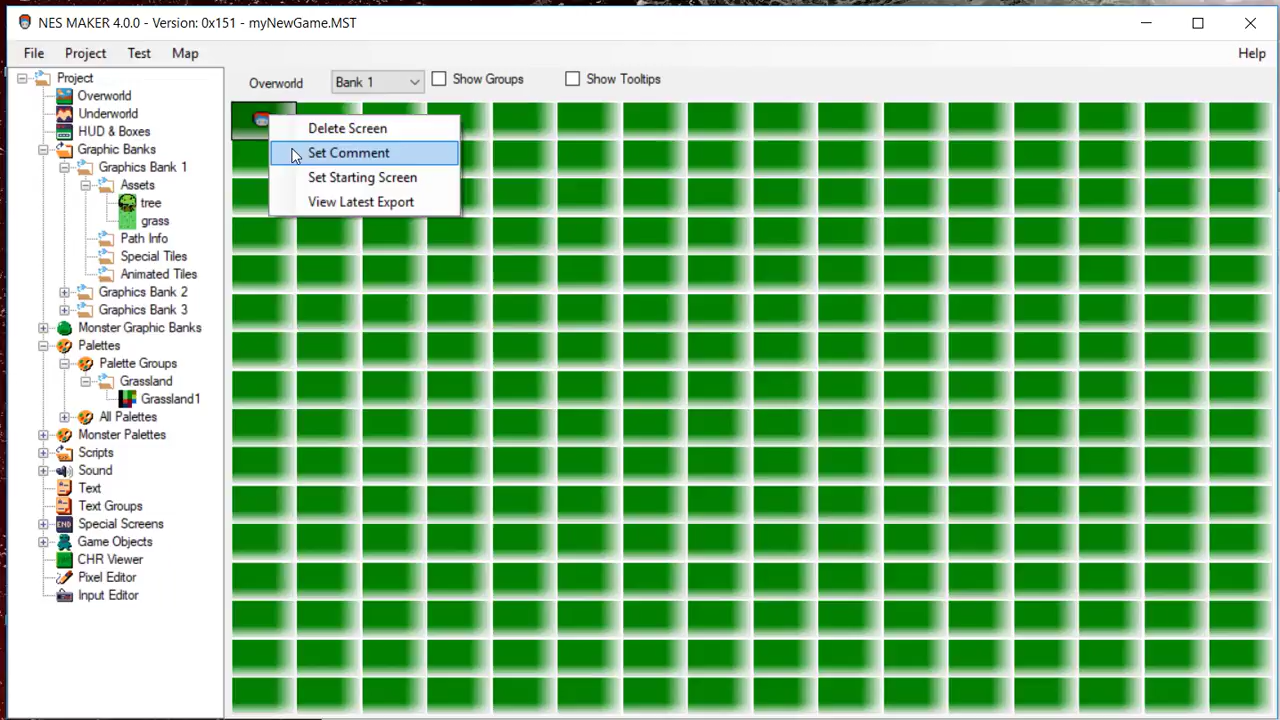 NES MAKER 4.0.0 - Version: 0x151 - myNewGame.MST
File Project Test Map Help
Project
Overworld
Underworld
HUD & Boxes
Graphic Banks
Graphics Bank 1
Assets
tree
grass
Path Info
Special Tiles
Animated Tiles
Graphics Bank 2
Graphics Bank 3
Monster Graphic Banks
Palettes
Palette Groups
Grassland
Grassland1
All Palettes
Monster Palettes
Scripts
Sound
Text
Text Groups
END
Special Screens
Game Objects
CHR Viewer
Pixel Editor
Input Editor
Overworld Bank 1 Show Groups Show Tooltips
Delete Screen
Set Comment
Set Starting Screen
View Latest Export